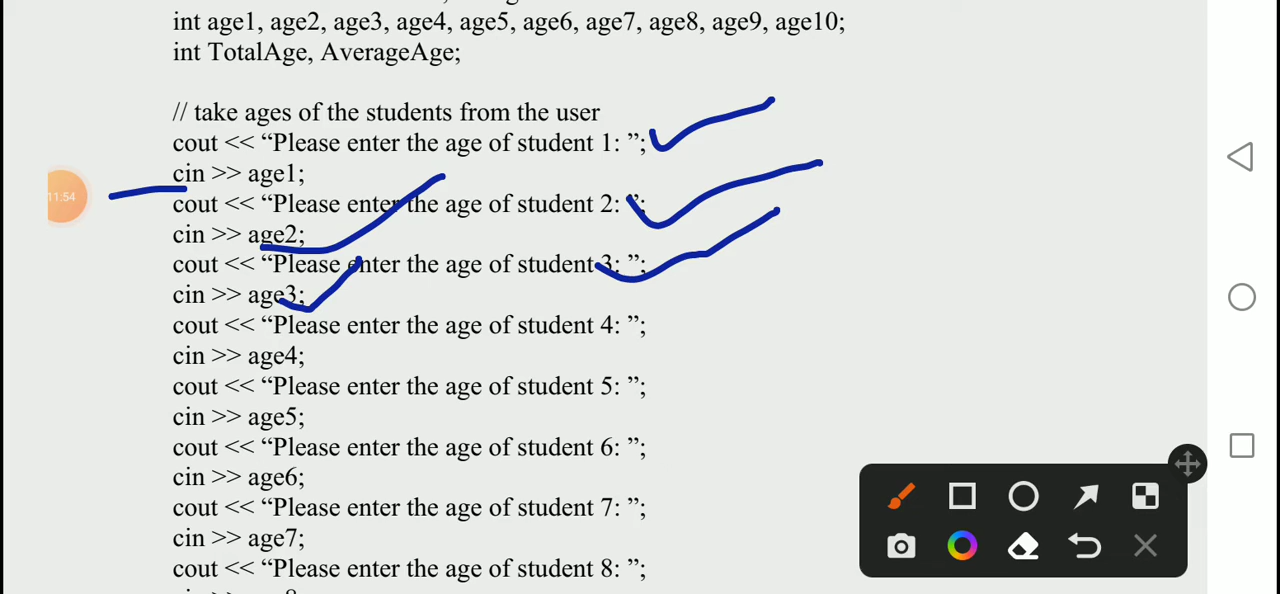 int age1, age2, age3, age4, age5, age6, age7, age8, age9, age10;
int TotalAge, AverageAge;
// take ages of the students from the user
cout << “Please enter the age of student 1: ”;
cin >> age1;
11:54
cout << “Please enter the age of student 2: ”;
cin >> age2;
cout << “Please enter the age of student 3: ”;
cin >> age3;
cout << “Please enter the age of student 4: ”;
cin >> age4;
cout << “Please enter the age of student 5: ”;
cin >> age5;
cout << “Please enter the age of student 6: ”;
cin >> age6;
cout << “Please enter the age of student 7: ”;
cin >> age7;
cout << “Please enter the age of student 8: ”;